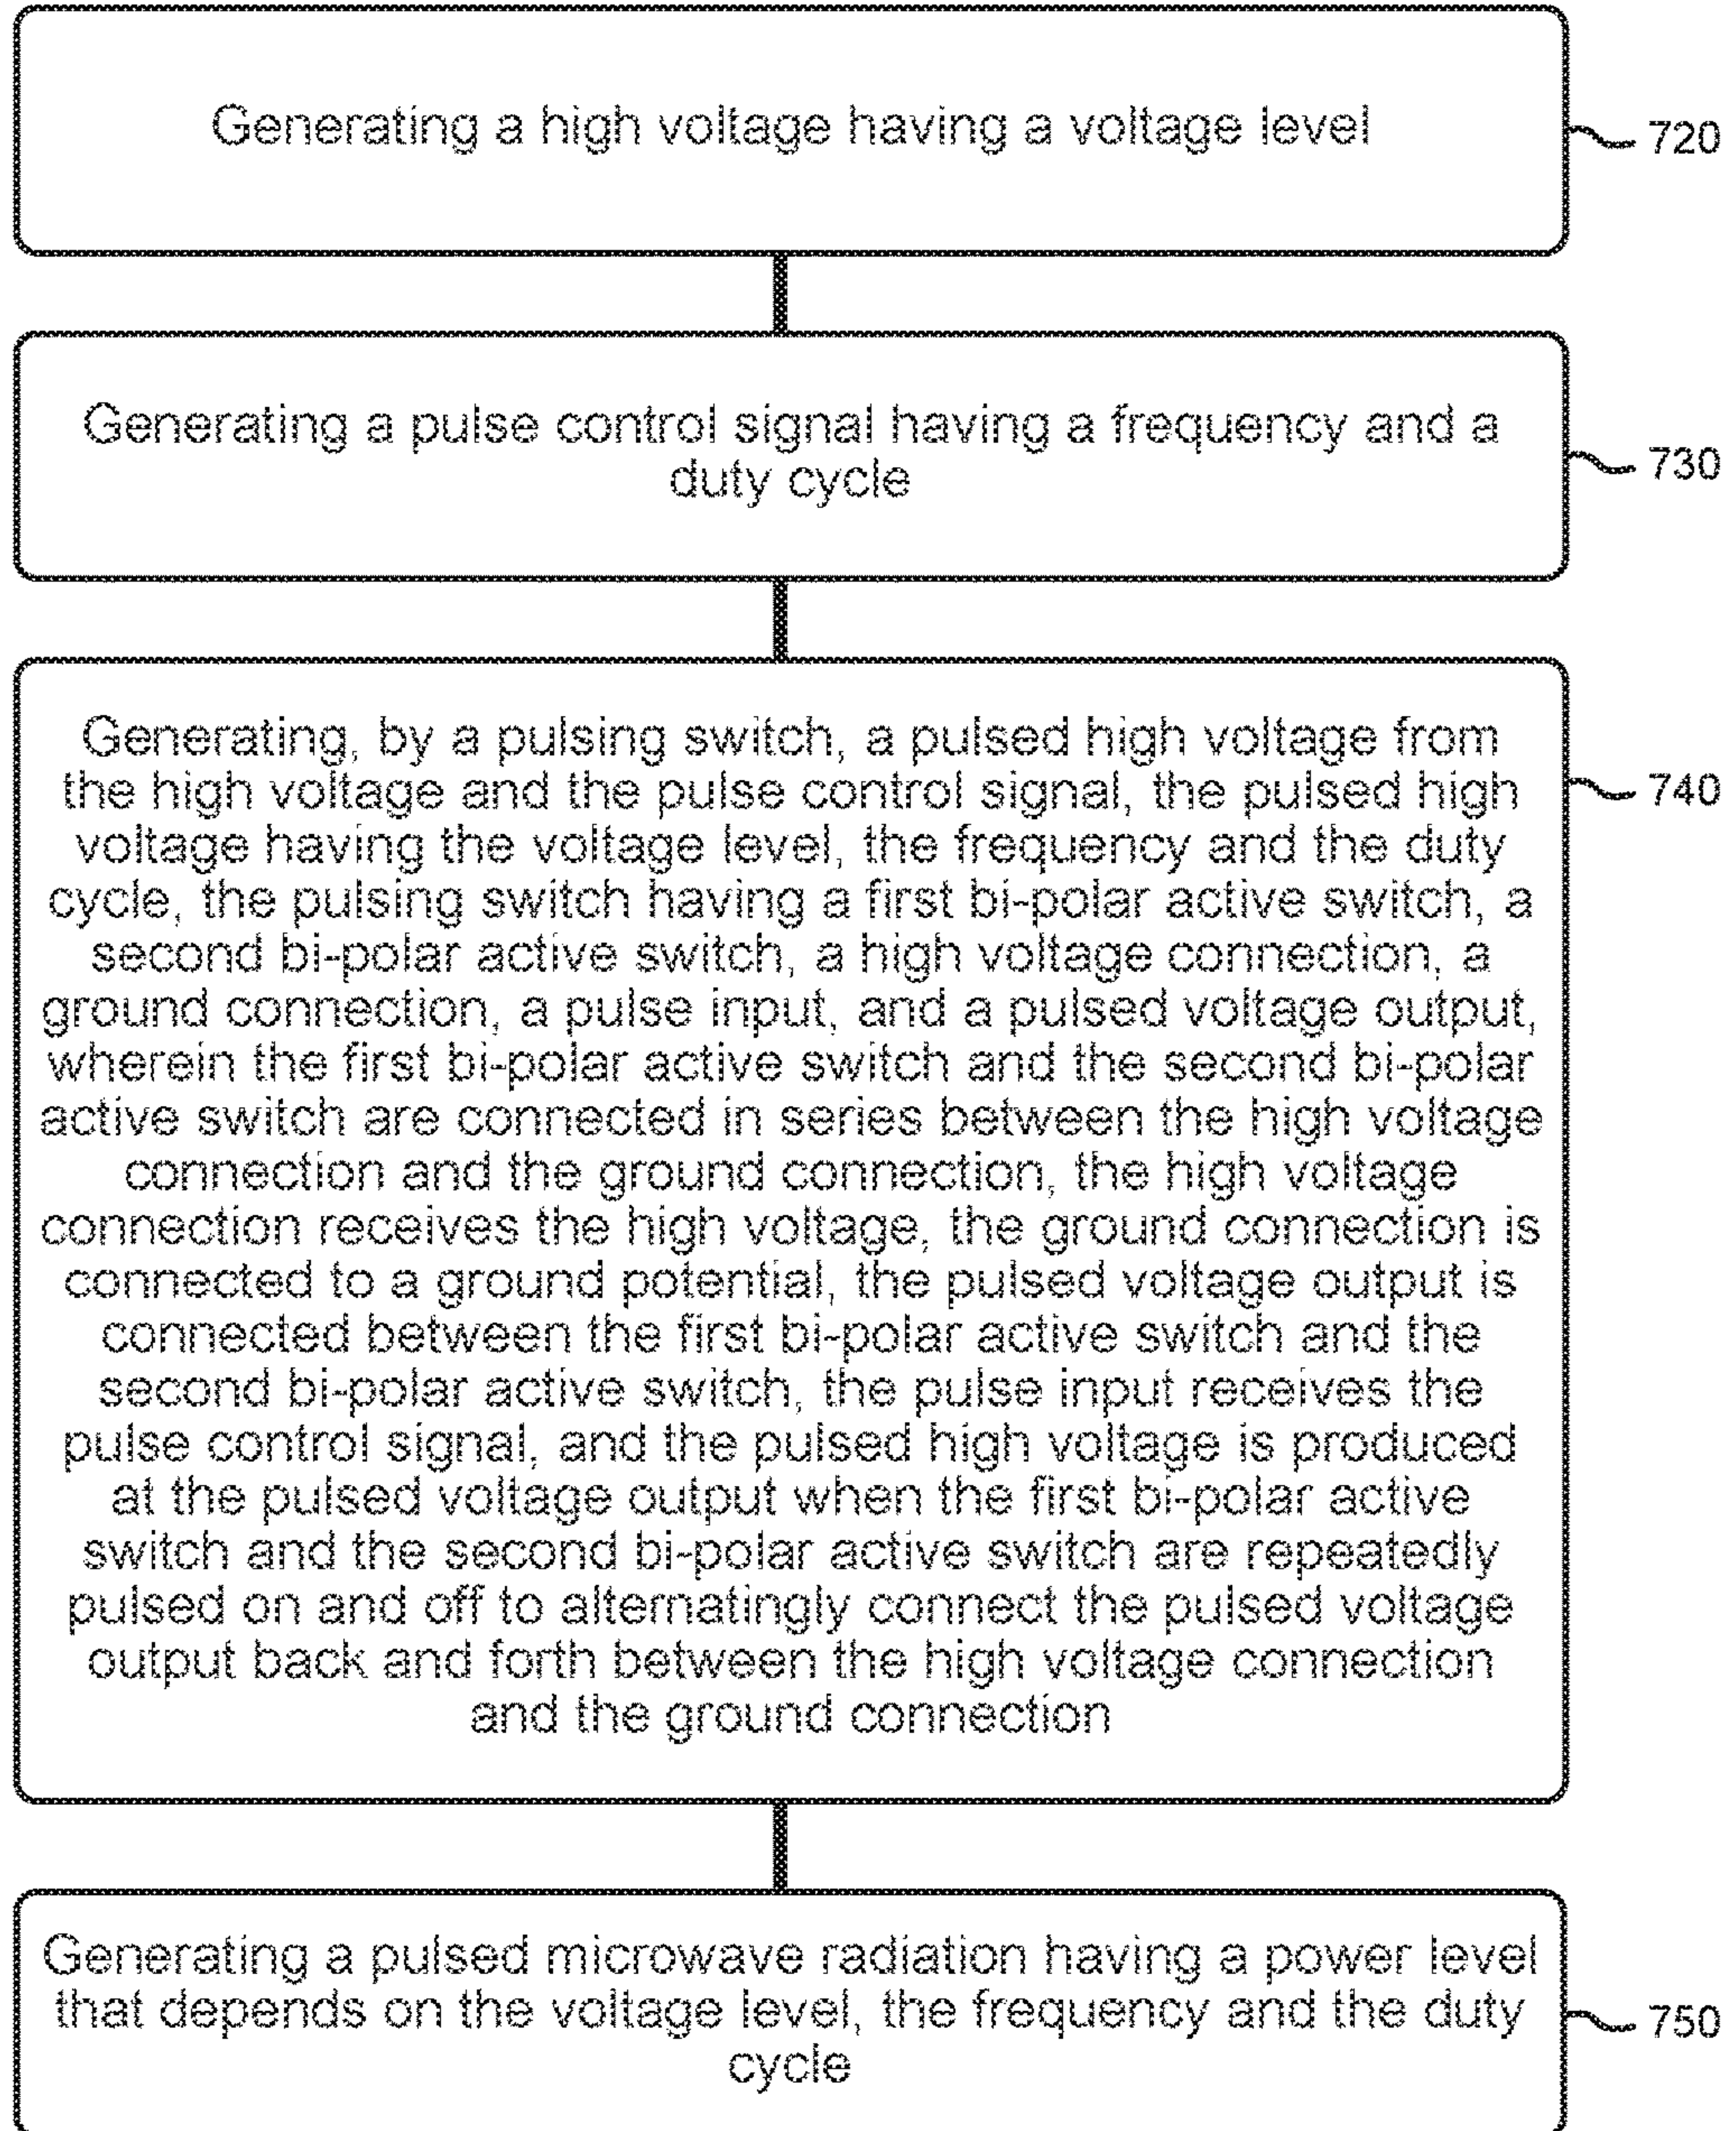 Generating a high voltage having a voltage level
720
Generating a pulse control signal having a frequency and a
duty cycle
730
Generating, by a pulsing switch, a pulsed high voltage from
the high voltage and the pulse control signal, the pulsed high
voltage having the voltage level, the frequency and the duty
cycle, the pulsing switch having a first bi-polar active switch, a
second bi-polar active switch, a high voltage connection, a
ground connection, a pulse input, and a pulsed voltage output,
wherein the first bi-polar active switch and the second bi-polar
active switch are connected in series between the high voltage
connection and the ground connection, the high voltage
connection receives the high voltage, the ground connection is
connected to a ground potential, the pulsed voltage output is
connected between the first bi-polar active switch and the
second bi-polar active switch, the pulse input receives the
pulse control signal, and the pulsed high voltage is produced
at the pulsed voltage output when the first bi-polar active
switch and the second bi-polar active switch are repeatedly
pulsed on and off to alternatingly connect the pulsed voltage
output back and forth between the high voltage connection
and the ground connection
740
Generating a pulsed microwave radiation having a power level
that depends on the voltage level, the frequency and the duty
cycle
750